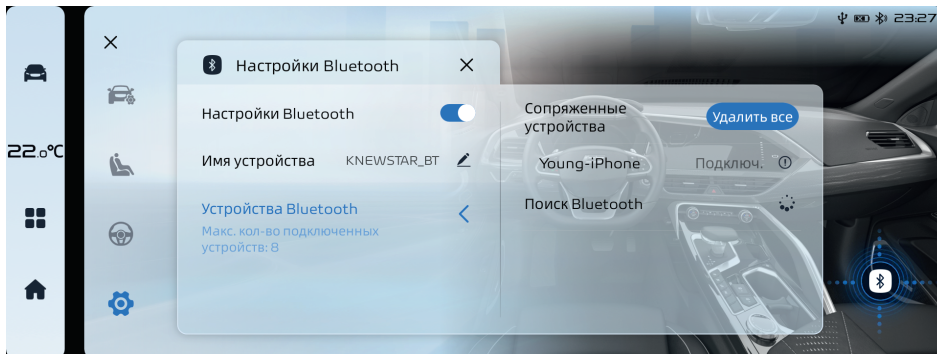 23:27
Настройки Bluetooth
Настройки Bluetooth
Имя устройства KNEWSTAR_BT
Устройства Bluetooth
Макс. кол-во подключенных
устройств: 8
Сопряженные
устройства
Удалить все
Young-iPhone Подключ.
Поиск Bluetooth
22.0°C